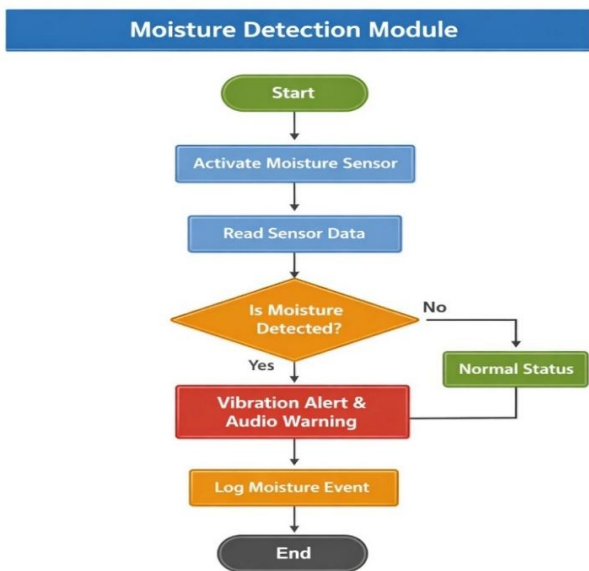 Moisture Detection Module
Start
Activate Moisture Sensor
Read Sensor Data
Is Moisture
Detected?
No
Yes
Normal Status
Vibration Alert &
Audio Warning
Log Moisture Event
End